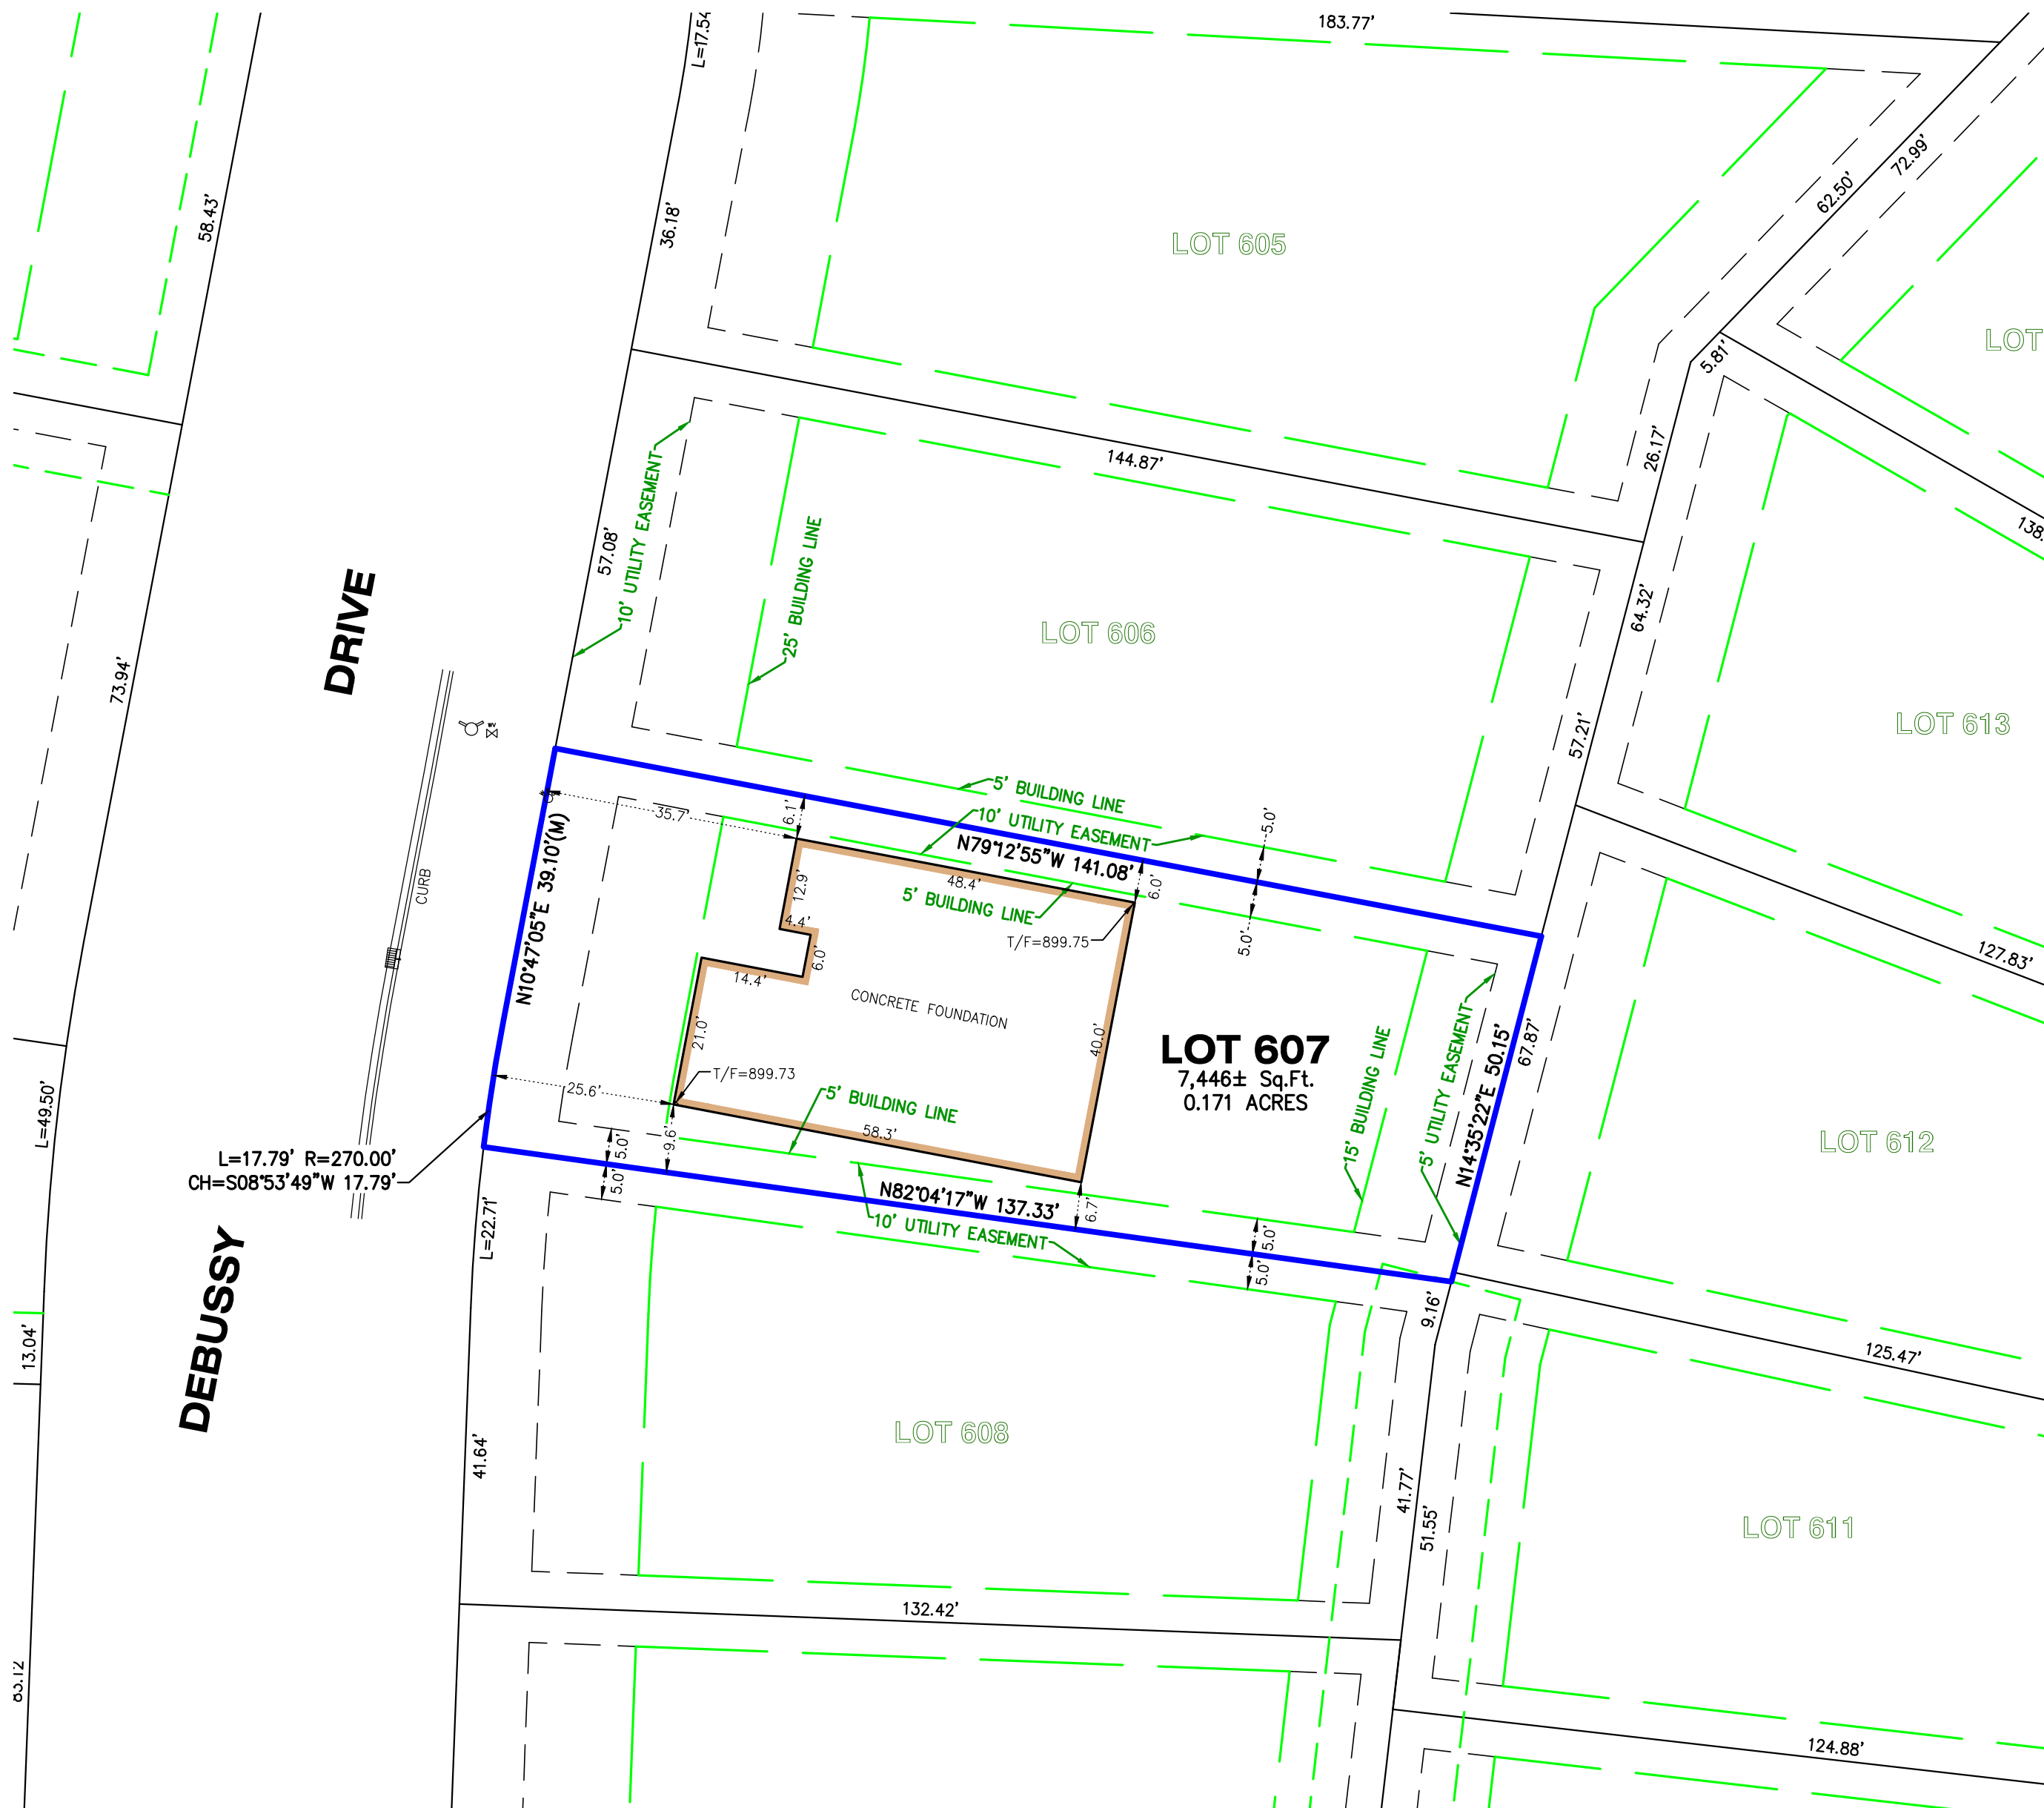 L=17.54
183.77'
58.43'
36.18'
72.99'
62.50'
LOT 605
LOT
5.81'
26.17'
144.87'
138.
10' UTILITY EASEMENT
57.08'
25' BUILDING LINE
DRIVE
64.32'
LOT 606
73.94'
LOT 613
57.21'
WV
5' BUILDING LINE
10' UTILITY EASEMENT
5.0'
35.7'
6.1'
N79°12'55"W 141.08'
6.0'
N10°47'05"E 39.10'(M)
CURB
12.9'
48.4'
5' BUILDING LINE
5.0'
4.4'
T/F=899.75
6.0'
14.4'
127.83'
CONCRETE FOUNDATION
21.0'
40.0'
LOT 607
7,446± Sq.Ft.
0.171 ACRES
15' BUILDING LINE
5' UTILITY EASEMENT
N14°35'22"E 50.15'
67.87'
T/F=899.73
25.6'
5' BUILDING LINE
58.3'
L=49.50'
5.0'
9.6'
LOT 612
L=17.79' R=270.00'
CH=S08°53'49"W 17.79'
5.0'
N82°04'17"W 137.33'
6.7'
10' UTILITY EASEMENT
5.0'
5.0'
L=22.71'
DEBUSSY
9.16'
13.04'
125.47'
LOT 608
41.64'
41.77'
51.55'
LOT 611
132.42'
124.88'